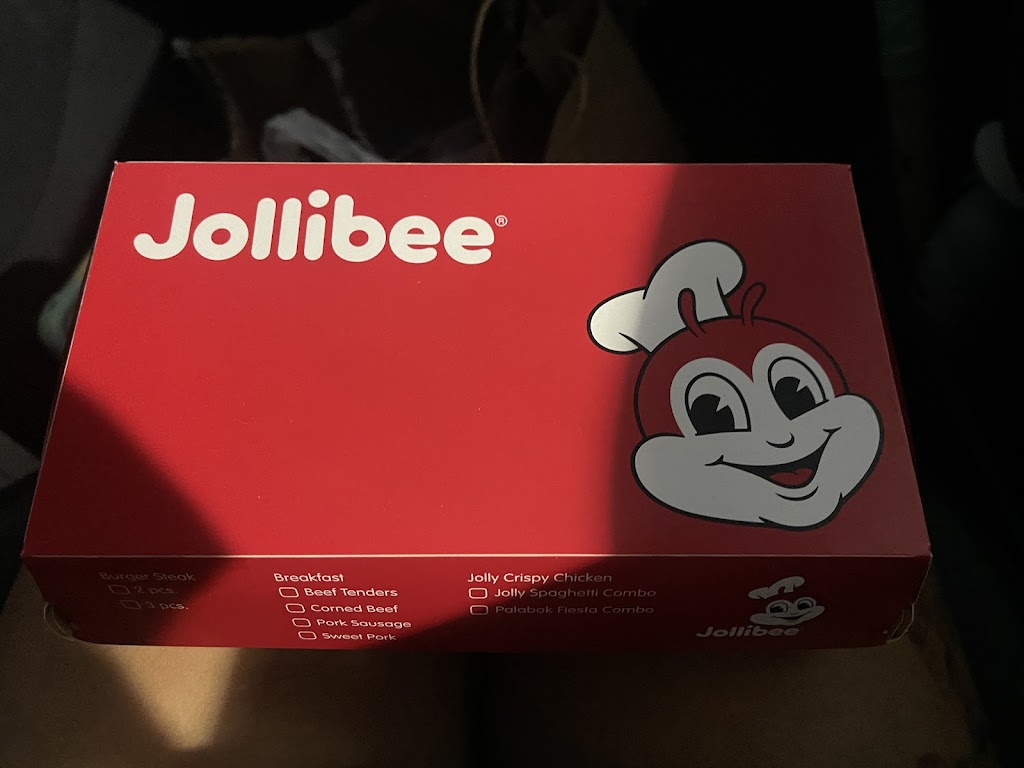 Jollibee®
Burger Steak
2 pcs.
3 pcs.
Breakfast
Beef Tenders
Corned Beef
Pork Sausage
Sweet Pork
Jolly Crispy Chicken
Jolly Spaghetti Combo
Palabok Fiesta Combo
Jollibee